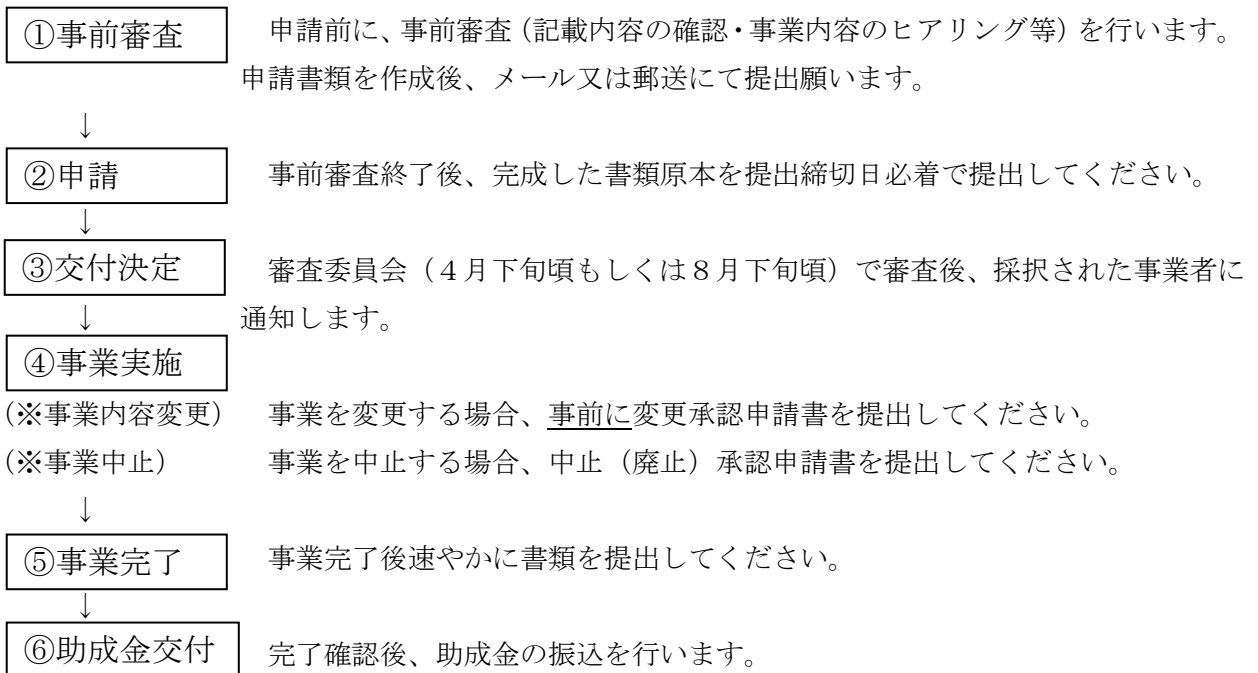 ①事前審査　申請前に、事前審査（記載内容の確認・事業内容のヒアリング等）を行います。
申請書類を作成後、メール又は郵送にて提出願います。
↓
②申請　事前審査終了後、完成した書類原本を提出締切日必着で提出してください。
↓
③交付決定　審査委員会（４月下旬頃もしくは８月下旬頃）で審査後、採択された事業者に
↓　通知します。
④事業実施
(※事業内容変更)　事業を変更する場合、事前に変更承認申請書を提出してください。
(※事業中止)　事業を中止する場合、中止（廃止）承認申請書を提出してください。
↓
⑤事業完了　事業完了後速やかに書類を提出してください。
↓
⑥助成金交付　完了確認後、助成金の振込を行います。